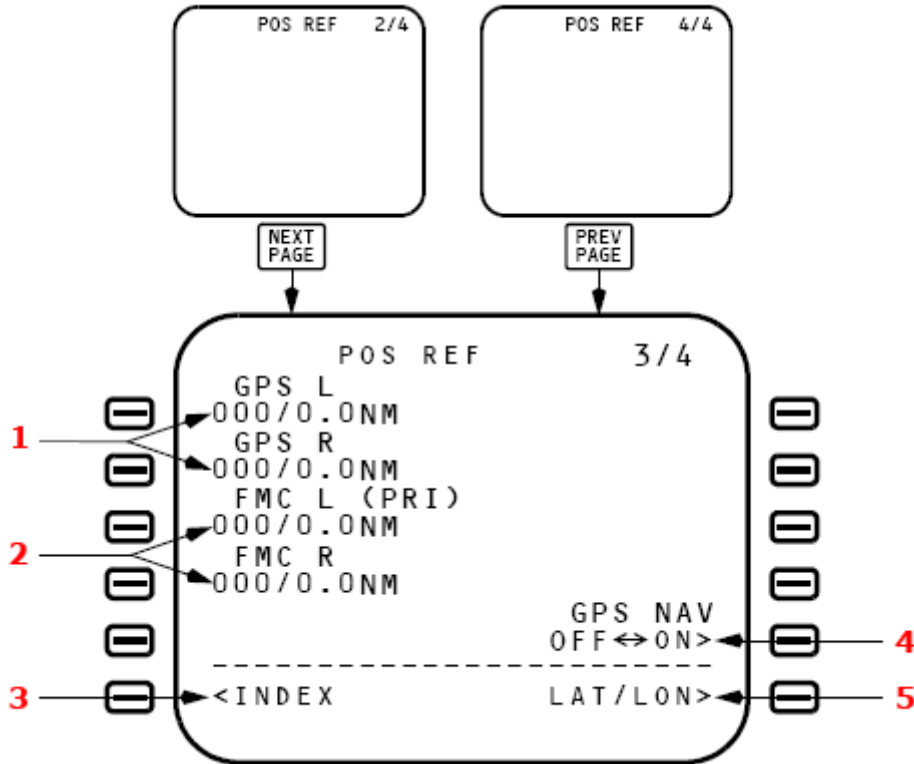 POS REF 2/4
POS REF 4/4
NEXT
PAGE
PREV
PAGE
POS REF 3/4
GPS L
000/0.0NM
1
GPS R
000/0.0NM
FMC L (PRI)
000/0.0NM
2
FMC R
000/0.0NM
GPS NAV
OFF↔ON>
4
------------------------
3
<INDEX
LAT/LON>
5